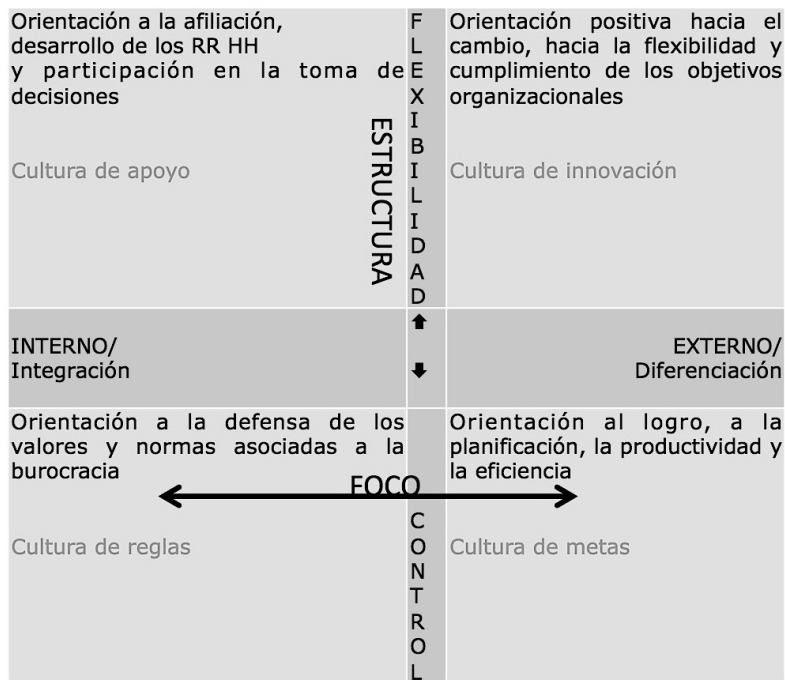 Orientación a la afiliación,
desarrollo de los RR HH
y participación en la toma de
decisiones
Cultura de apoyo
ESTRUCTURA
FLEXIBILIDAD
Orientación positiva hacia el
cambio, hacia la flexibilidad y
cumplimiento de los objetivos
organizacionales
Cultura de innovación
INTERNO/
Integración
EXTERNO/
Diferenciación
Orientación a la defensa de los
valores y normas asociadas a la
burocracia
FOCO
Cultura de reglas
CONTROL
Orientación al logro, a la
planificación, la productividad y
la eficiencia
Cultura de metas